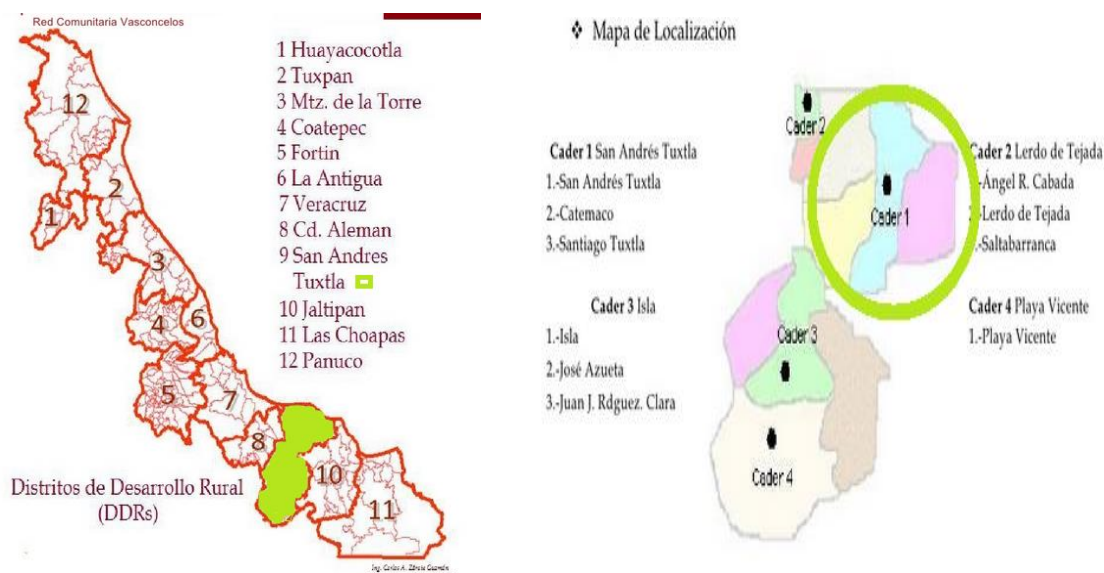 Red Comunitaria Vasconcelos
1 Huayacocotla
2 Tuxpan
3 Mtz. de la Torre
4 Coatepec
5 Fortin
6 La Antigua
7 Veracruz
8 Cd. Aleman
9 San Andres
Tuxtla
10 Jaltipan
11 Las Choapas
12 Panuco
12
2
1
3
4
6
5
7
8
10
11
Distritos de Desarrollo Rural
(DDRs)
Ing. Carlos A. Zárate Guzmán
❖ Mapa de Localización
Cader 1 San Andrés Tuxtla
1.-San Andrés Tuxtla
2.-Catemaco
3.-Santiago Tuxtla
Cader 2 Lerdo de Tejada
.-Ángel R. Cabada
2.-Lerdo de Tejada
.-Saltabarranca
Cader 3 Isla
1.-Isla
2.-José Azueta
3.-Juan J. Rdguez. Clara
Cader 4 Playa Vicente
1.-Playa Vicente
Cader 2
Cader 1
Cader 3
Cader 4